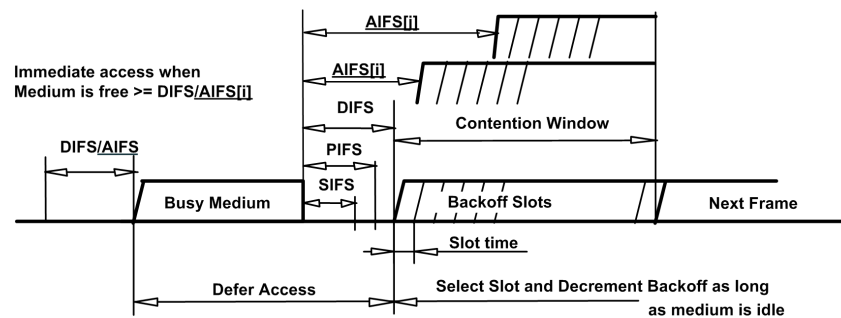 AIFS[j]
AIFS[i]
Immediate access when
Medium is free >= DIFS/AIFS[i]
DIFS
Contention Window
DIFS/AIFS
PIFS
SIFS
Busy Medium
Backoff Slots
Next Frame
Slot time
Defer Access
Select Slot and Decrement Backoff as long
as medium is idle